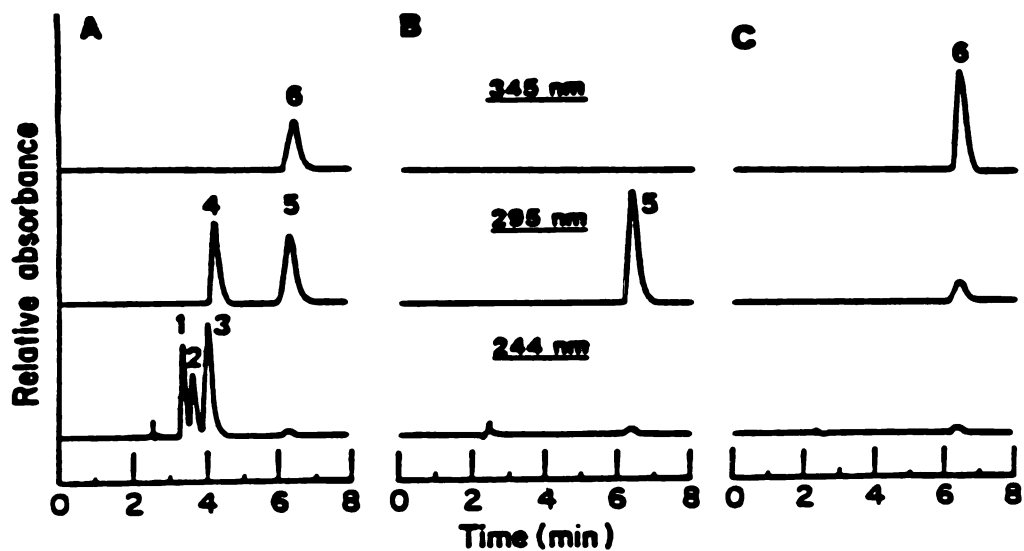 A B C
6
345 nm
6
4 5
295 nm
5
1 2 3
244 nm
Relative absorbance
0 2 4 6 8
0 2 4 6 8
0 2 4 6 8
Time (min)